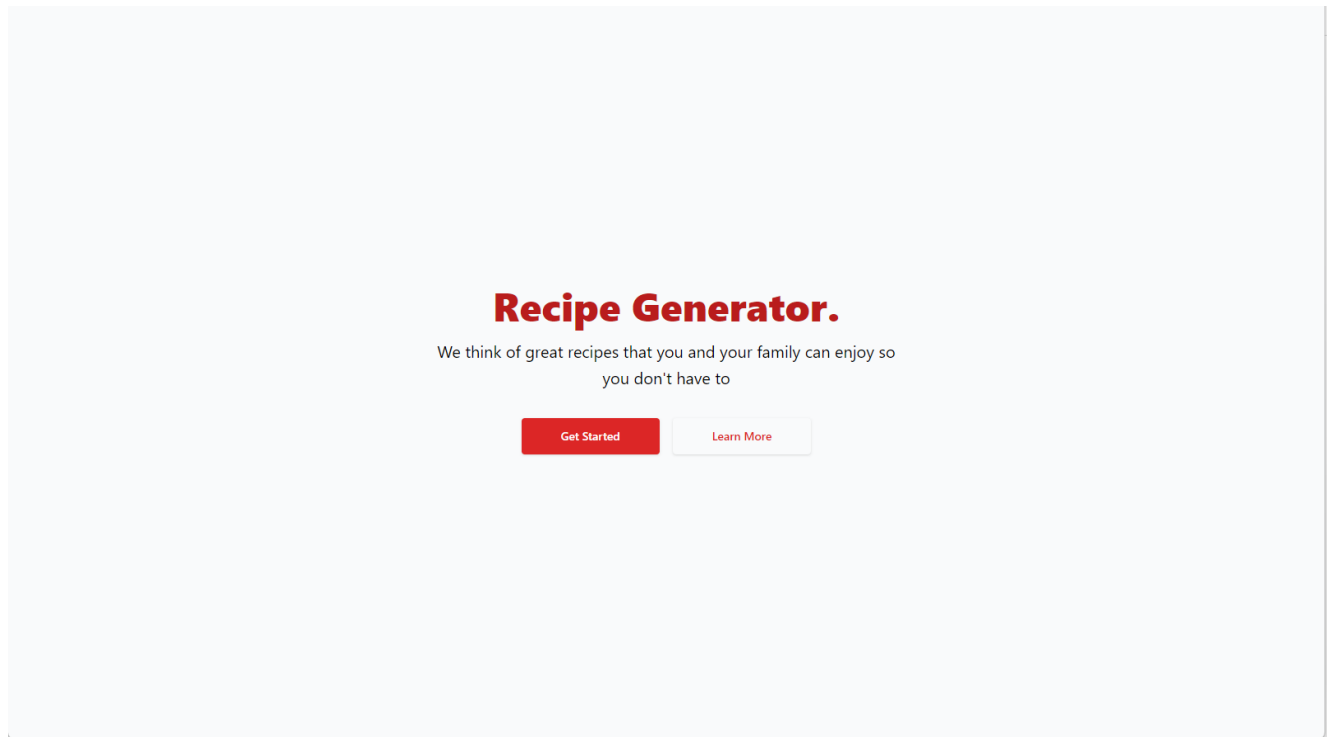 Recipe Generator.
We think of great recipes that you and your family can enjoy so
you don't have to
Get Started
Learn More